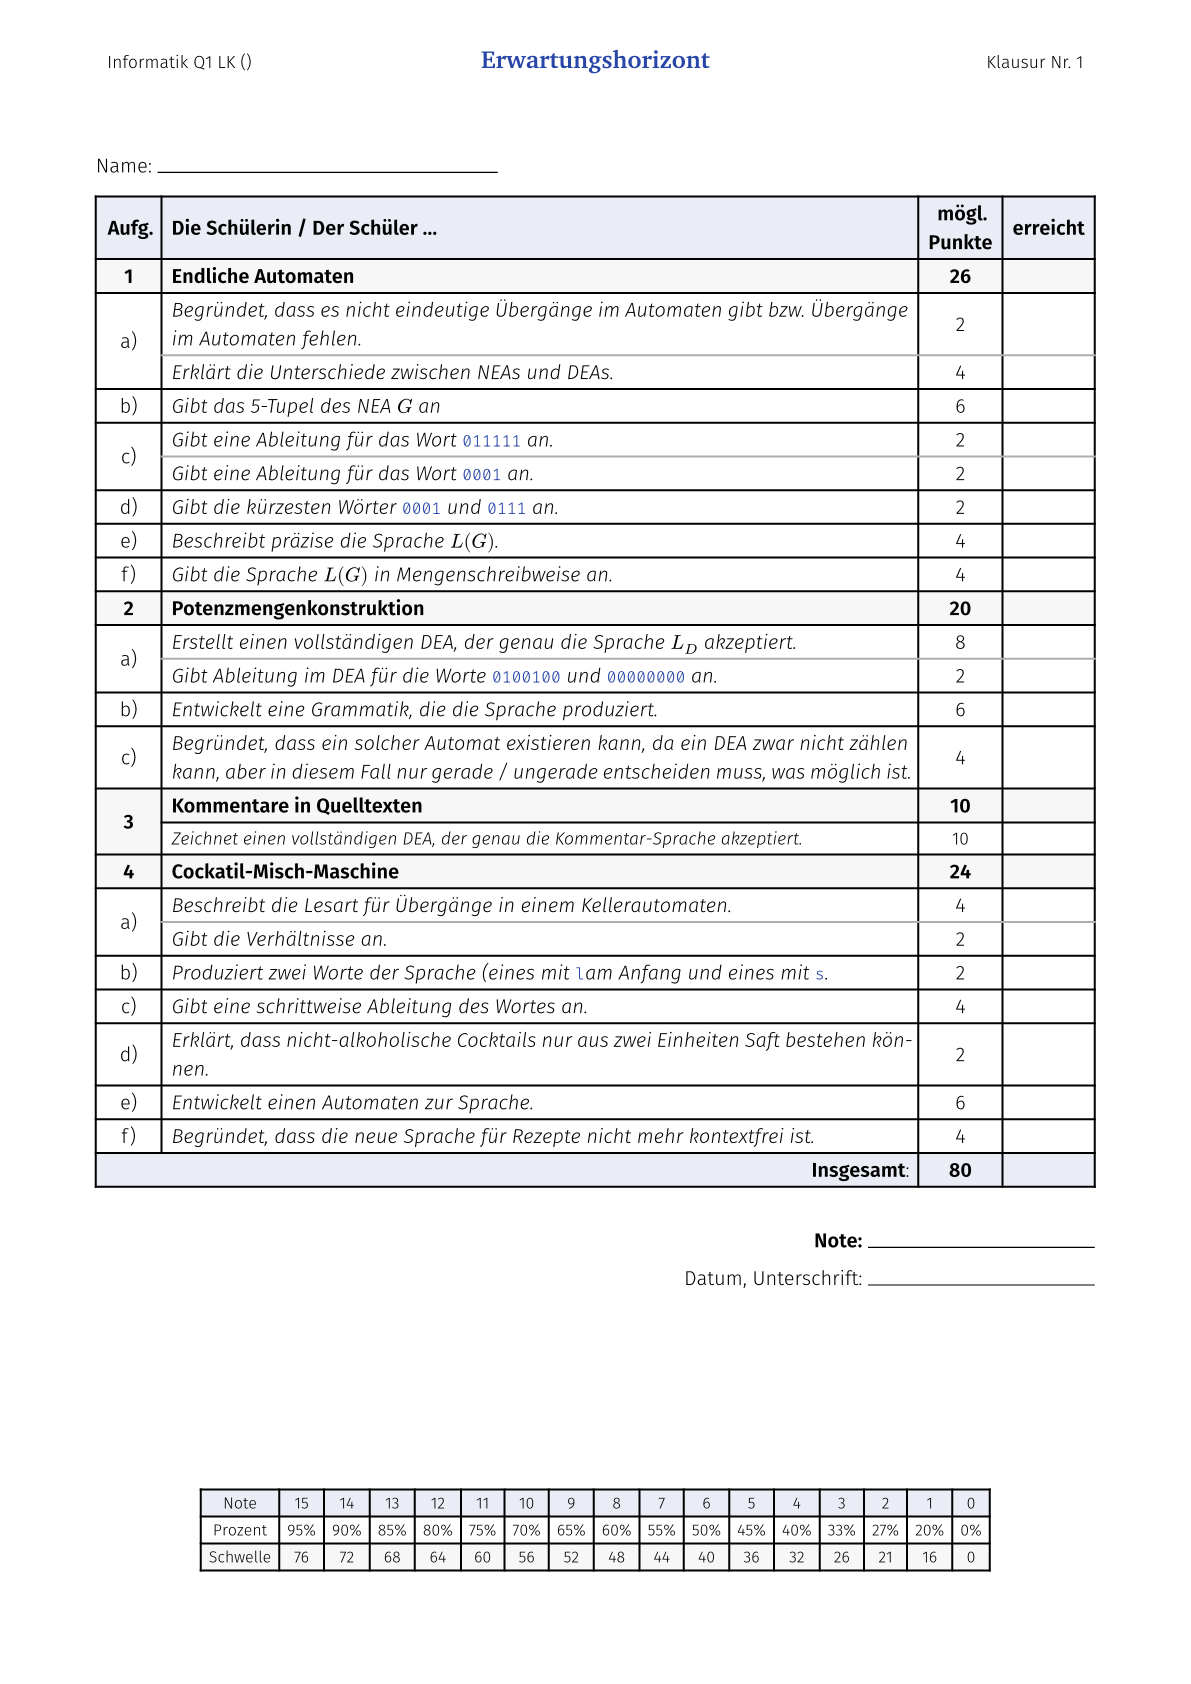 Informatik Q1 LK ()
Erwartungshorizont
Klausur Nr. 1
Name:
Aufg. Die Schülerin / Der Schüler ... mögl. Punkte erreicht
1 Endliche Automaten 26
a) Begründet, dass es nicht eindeutige Übergänge im Automaten gibt bzw. Übergänge
im Automaten fehlen. 2
Erklärt die Unterschiede zwischen NEAs und DEAs. 4
b) Gibt das 5-Tupel des NEA G an 6
c) Gibt eine Ableitung für das Wort 011111 an. 2
Gibt eine Ableitung für das Wort 0001 an. 2
d) Gibt die kürzesten Wörter 0001 und 0111 an. 2
e) Beschreibt präzise die Sprache L(G). 4
f) Gibt die Sprache L(G) in Mengenschreibweise an. 4
2 Potenzmengenkonstruktion 20
a) Erstellt einen vollständigen DEA, der genau die Sprache L_D akzeptiert. 8
Gibt Ableitung im DEA für die Worte 0100100 und 00000000 an. 2
b) Entwickelt eine Grammatik, die die Sprache produziert. 6
c) Begründet, dass ein solcher Automat existieren kann, da ein DEA zwar nicht zählen
kann, aber in diesem Fall nur gerade / ungerade entscheiden muss, was möglich ist. 4
3 Kommentare in Quelltexten 10
Zeichnet einen vollständigen DEA, der genau die Kommentar-Sprache akzeptiert. 10
4 Cockatil-Misch-Maschine 24
a) Beschreibt die Lesart für Übergänge in einem Kellerautomaten. 4
Gibt die Verhältnisse an. 2
b) Produziert zwei Worte der Sprache (eines mit lam Anfang und eines mit s. 2
c) Gibt eine schrittweise Ableitung des Wortes an. 4
d) Erklärt, dass nicht-alkoholische Cocktails nur aus zwei Einheiten Saft bestehen kön-
nen. 2
e) Entwickelt einen Automaten zur Sprache. 6
f) Begründet, dass die neue Sprache für Rezepte nicht mehr kontextfrei ist. 4
Insgesamt: 80
Note:
Datum, Unterschrift:
Note 15 14 13 12 11 10 9 8 7 6 5 4 3 2 1 0
Prozent 95% 90% 85% 80% 75% 70% 65% 60% 55% 50% 45% 40% 33% 27% 20% 0%
Schwelle 76 72 68 64 60 56 52 48 44 40 36 32 26 21 16 0